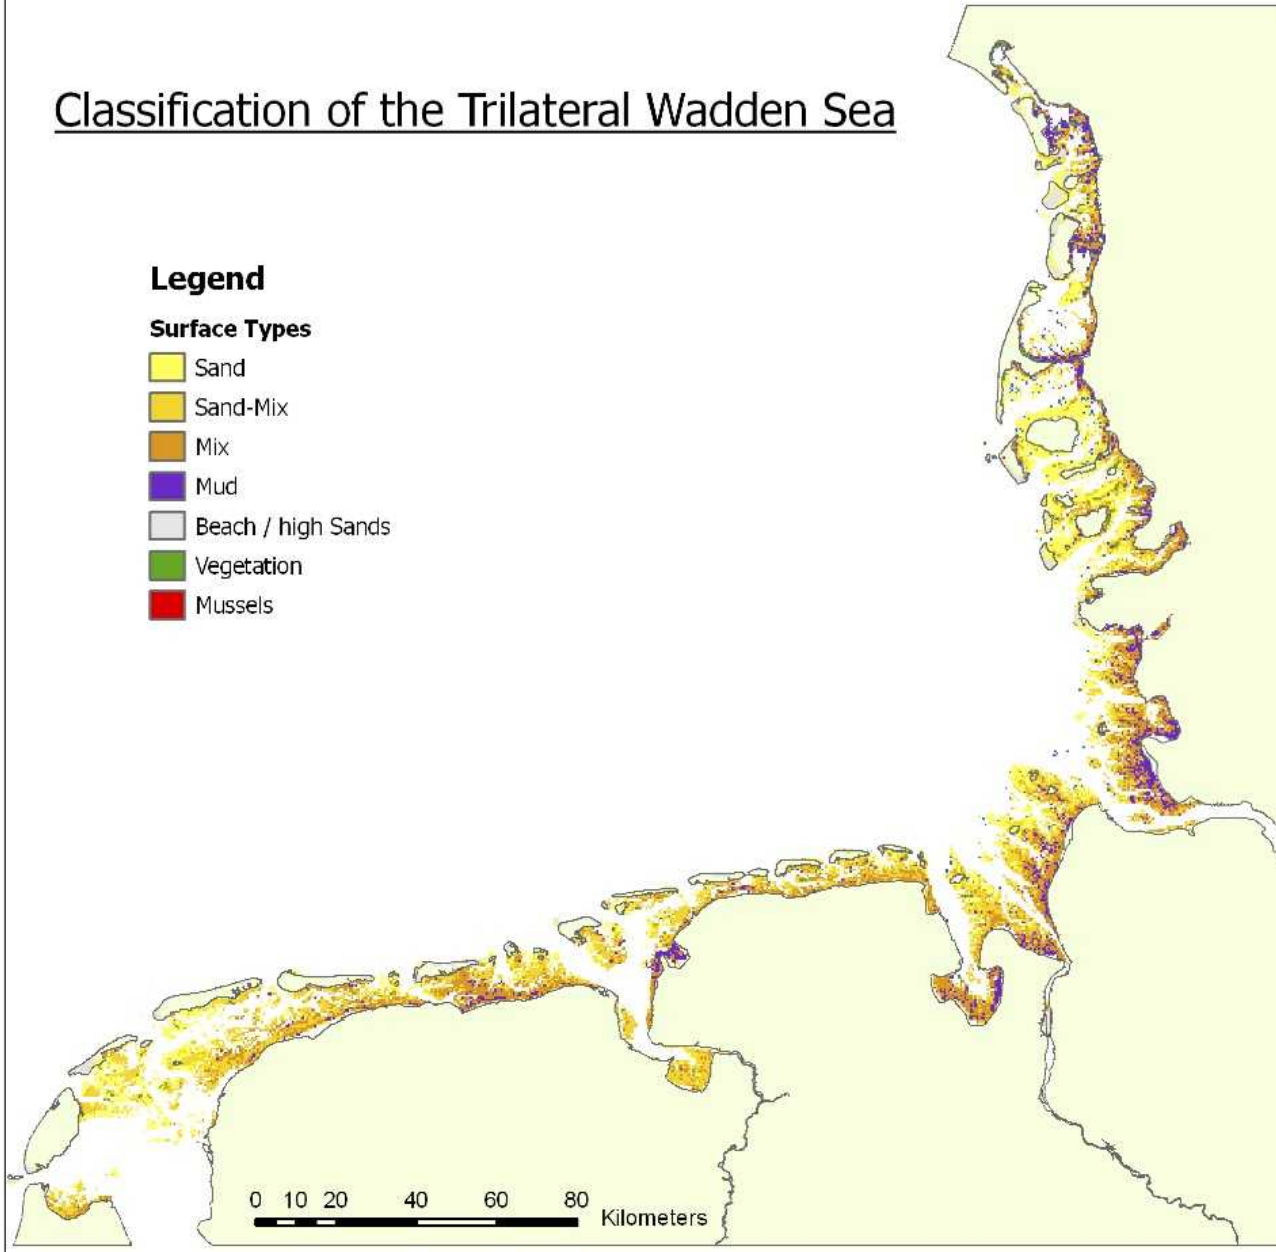 Classification of the Trilateral Wadden Sea
Legend
Surface Types
Sand
Sand-Mix
Mix
Mud
Beach / high Sands
Vegetation
Mussels
0 10 20 40 60 80
Kilometers